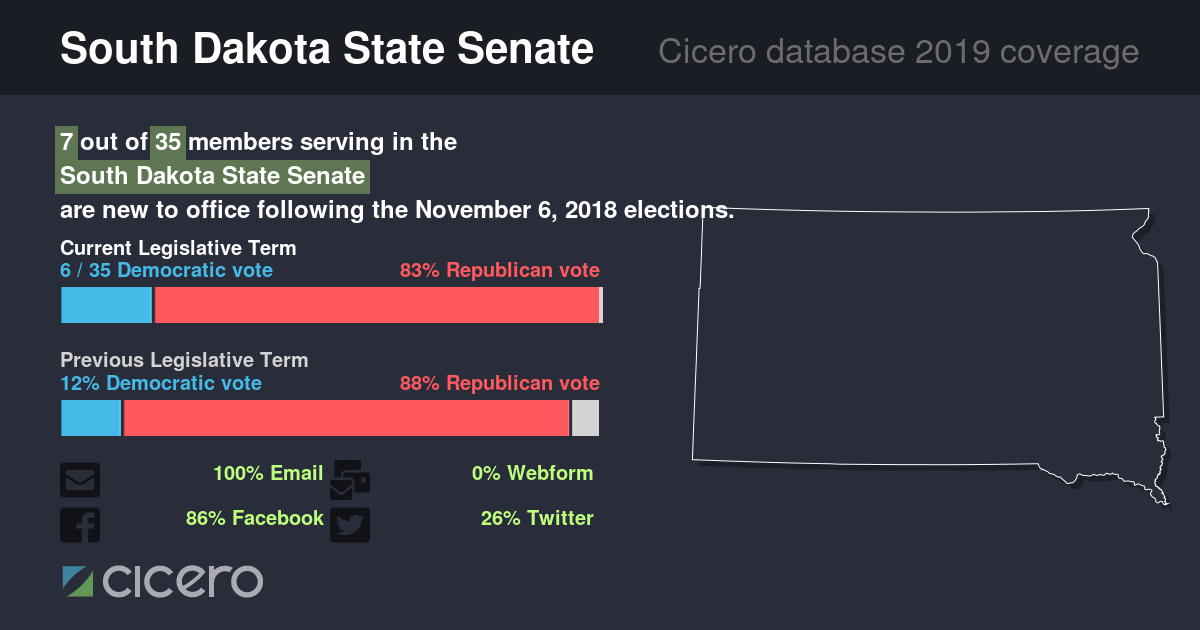 South Dakota State Senate
Cicero database 2019 coverage
7 out of 35 members serving in the
South Dakota State Senate
are new to office following the November 6, 2018 elections.
Current Legislative Term
6 / 35 Democratic vote
83% Republican vote
Previous Legislative Term
12% Democratic vote
88% Republican vote
100% Email
0% Webform
86% Facebook
26% Twitter
cicero